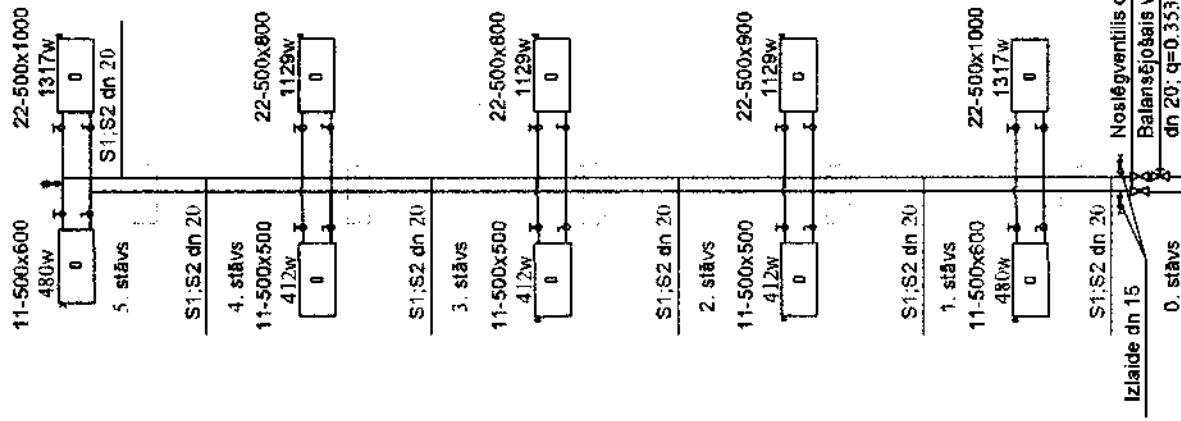 11-500x600
480w
22-500x1000
1317w
S1;S2 dn 20
5. stāvs
S1;S2 dn 20
4. stāvs
11-500x500
412w
22-500x800
1129w
S1;S2 dn 20
3. stāvs
11-500x500
412w
22-500x800
1129w
S1;S2 dn 20
2. stāvs
11-500x500
412w
22-500x900
1129w
S1;S2 dn 20
1. stāvs
11-500x600
480w
22-500x1000
1317w
S1;S2 dn 20
Izlaide dn 15
0. stāvs
Noslēgventilis
Balansējošais
dn 20; q=0.353